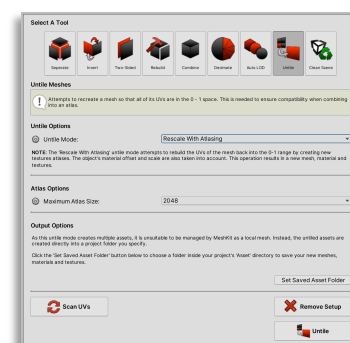 Select A Tool
Seperate Insert Two-Sided Rebuild Combine Decimate Auto LOD Untile Clean Scene
Untile Meshes
Attempts to recreate a mesh so that all of its UVs are in the 0 - 1 space. This is needed to ensure compatibility when combining
into an atlas.
Untile Options
Untile Mode: Rescale With Atlasing
NOTE: The 'Rescale With Atlasing' untile mode attempts to rebuild the UVs of the mesh back into the 0-1 range by creating new
textures atlases. The object's material offset and scale are also taken into account. This operation results in a new mesh, material and
textures.
Atlas Options
Maximum Atlas Size: 2048
Output Options
As this untile mode creates multiple assets, it is unsuitable to be managed by MeshKit as a local mesh. Instead, the untiled assets are
created directly into a project folder you specify.
Click the 'Set Saved Asset Folder' button below to choose a folder inside your project's 'Asset' directory to save your new meshes,
materials and textures.
Set Saved Asset Folder
Scan UVs Remove Setup
Untile